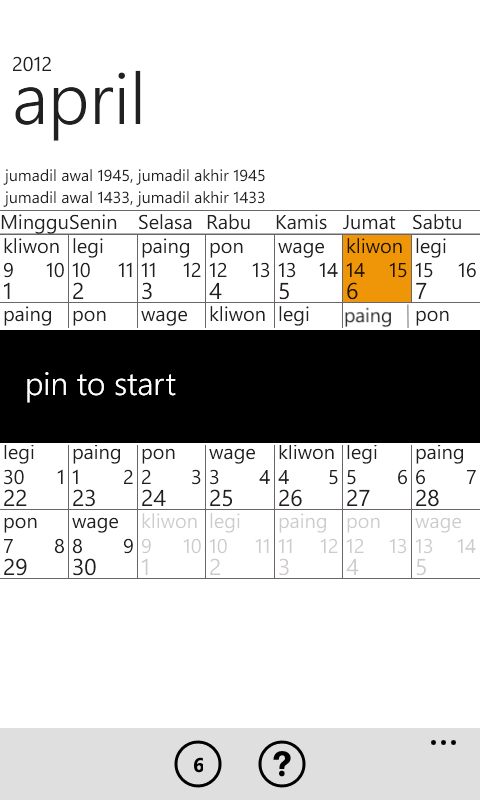 2012
april
jumadil awal 1945, jumadil akhir 1945
jumadil awal 1433, jumadil akhir 1433
Minggu Senin Selasa Rabu Kamis Jumat Sabtu
kliwon legi paing pon wage kliwon legi
9 10 10 11 11 12 12 13 13 14 14 15 15 16
1 2 3 4 5 6 7
paing pon wage kliwon legi paing pon
pin to start
legi paing pon wage kliwon legi paing
30 1 1 2 2 3 3 4 4 5 5 6 6 7
22 23 24 25 26 27 28
pon wage kliwon legi paing pon wage
7 8 8 9 9 10 10 11 11 12 12 13 13 14
29 30 1 2 3 4 5
6 ?